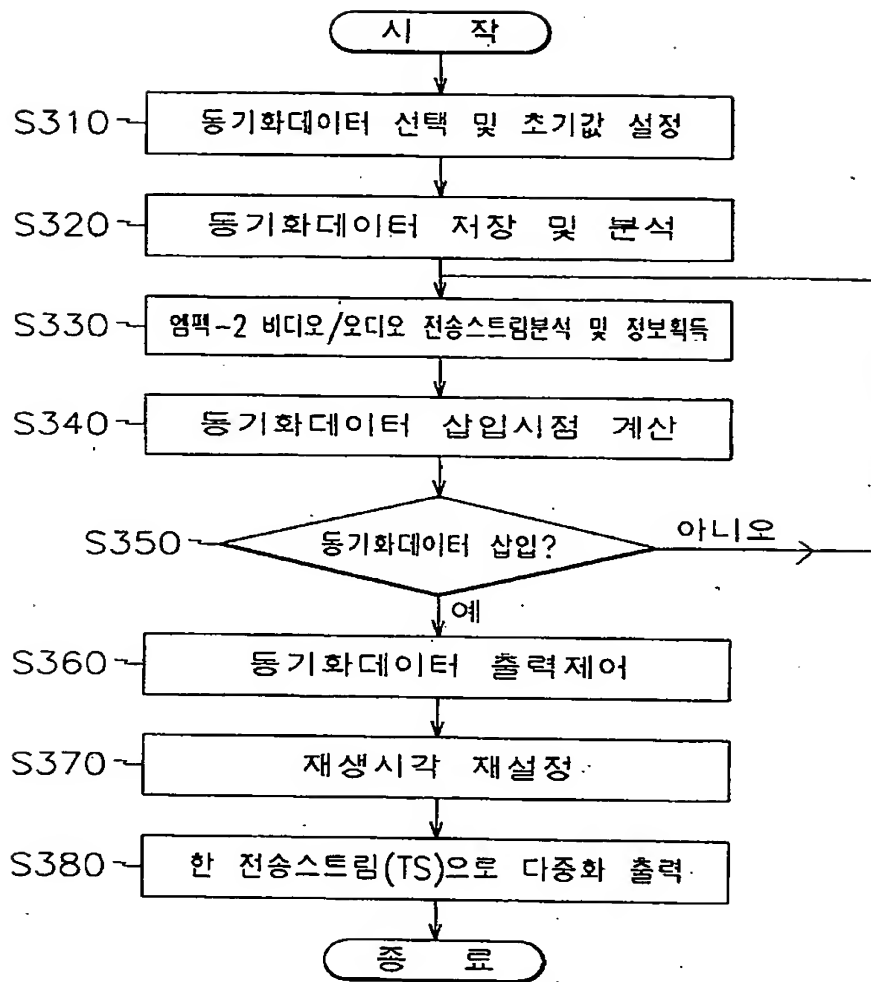 시 작
S310 동기화데이터 선택 및 초기값 설정
S320 동기화데이터 저장 및 분석
S330 엠펙-2 비디오/오디오 전송스트림분석 및 정보획득
S340 동기화데이터 삽입시점 계산
S350 동기화데이터 삽입? 아니오
예
S360 동기화데이터 출력제어
S370 재생시각 재설정
S380 한 전송스트림(TS)으로 다중화 출력
종 료